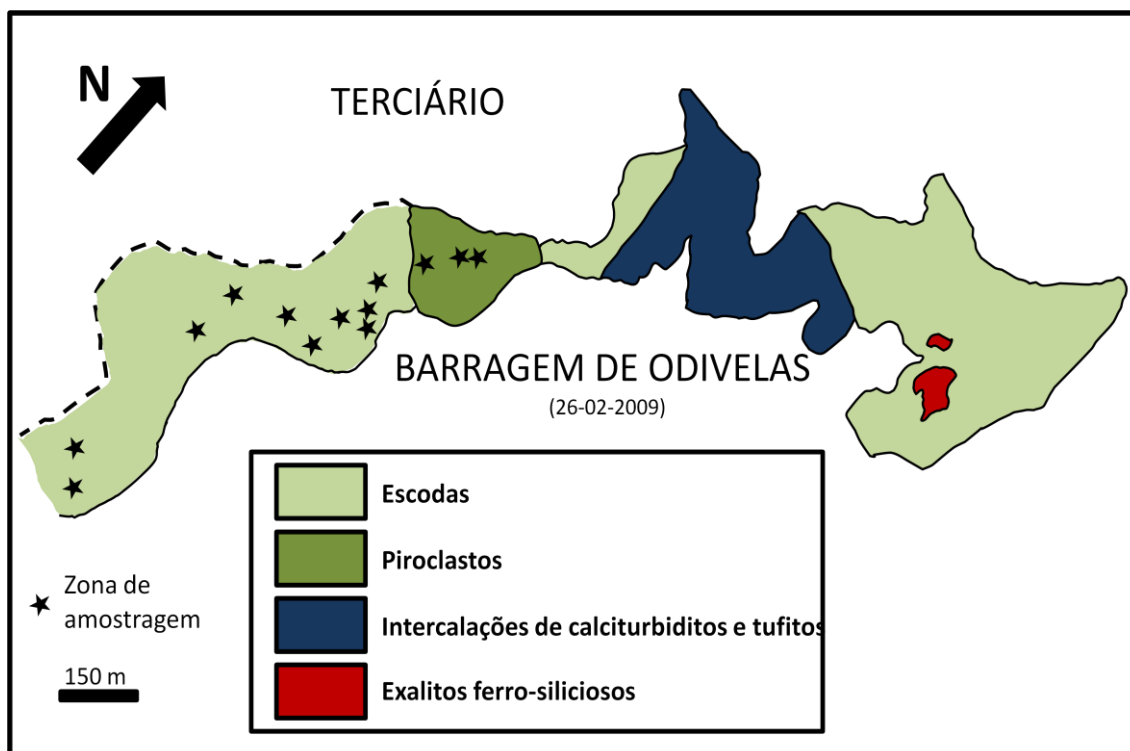 N
TERCIÁRIO
BARRAGEM DE ODIVELAS
(26-02-2009)
Escodas
Piroclastos
Intercalações de calciturbiditos e tufitos
Exalitos ferro-siliciosos
Zona de
amostragem
150 m